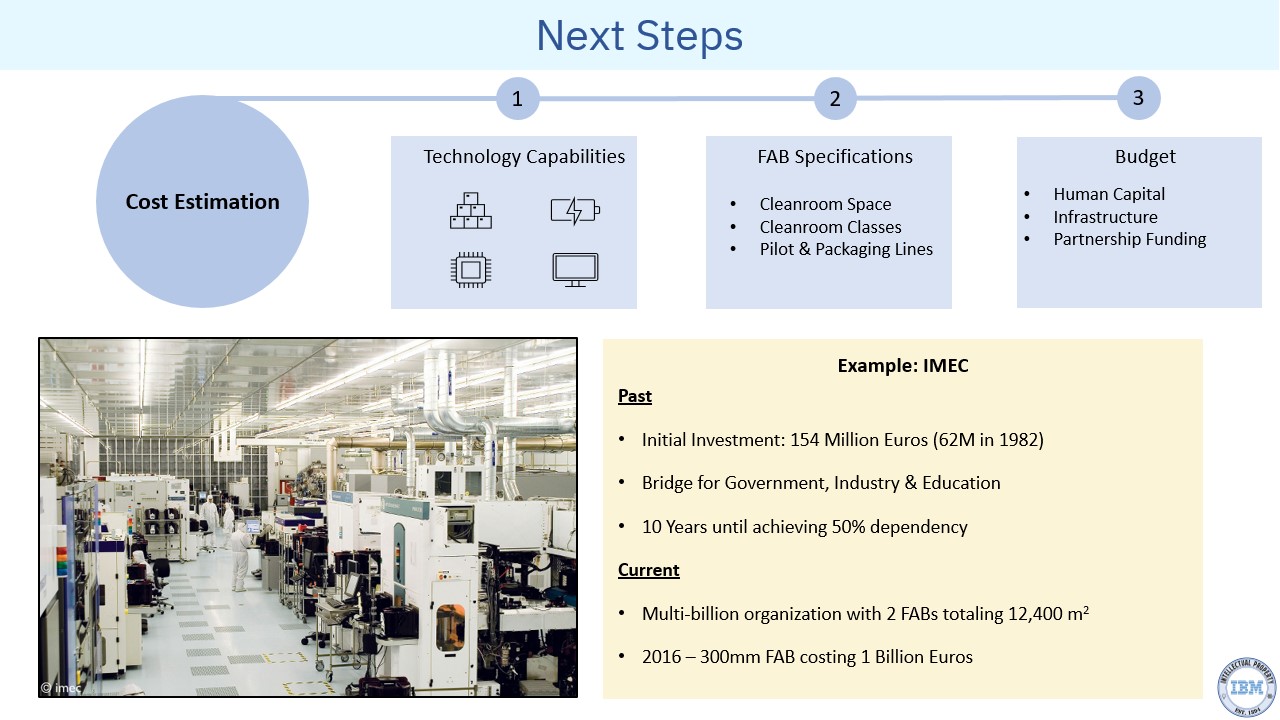 Next Steps
1
2
3
Cost Estimation
Technology Capabilities
FAB Specifications
• Cleanroom Space
• Cleanroom Classes
• Pilot & Packaging Lines
Budget
• Human Capital
• Infrastructure
• Partnership Funding
© imec
Example: IMEC
Past
• Initial Investment: 154 Million Euros (62M in 1982)
• Bridge for Government, Industry & Education
• 10 Years until achieving 50% dependency
Current
• Multi-billion organization with 2 FABs totaling 12,400 m²
• 2016 – 300mm FAB costing 1 Billion Euros
INTELLECTUAL PROPERTY
IBM